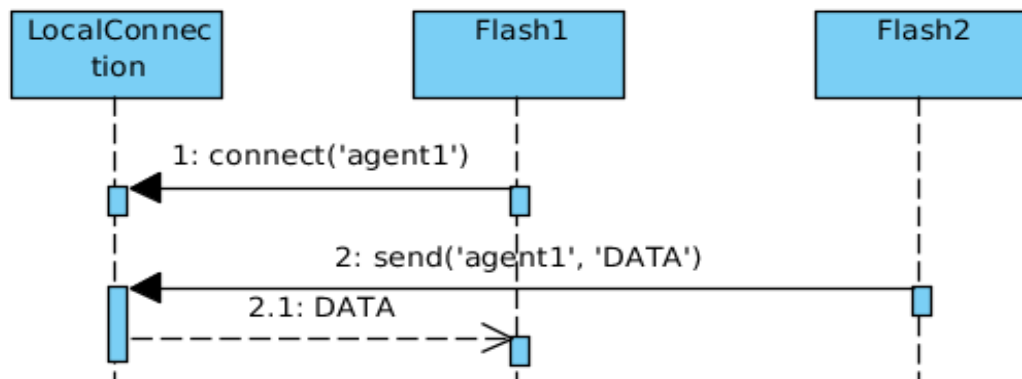 LocalConnec
tion
Flash1
Flash2
1: connect('agent1')
2: send('agent1', 'DATA')
2.1: DATA